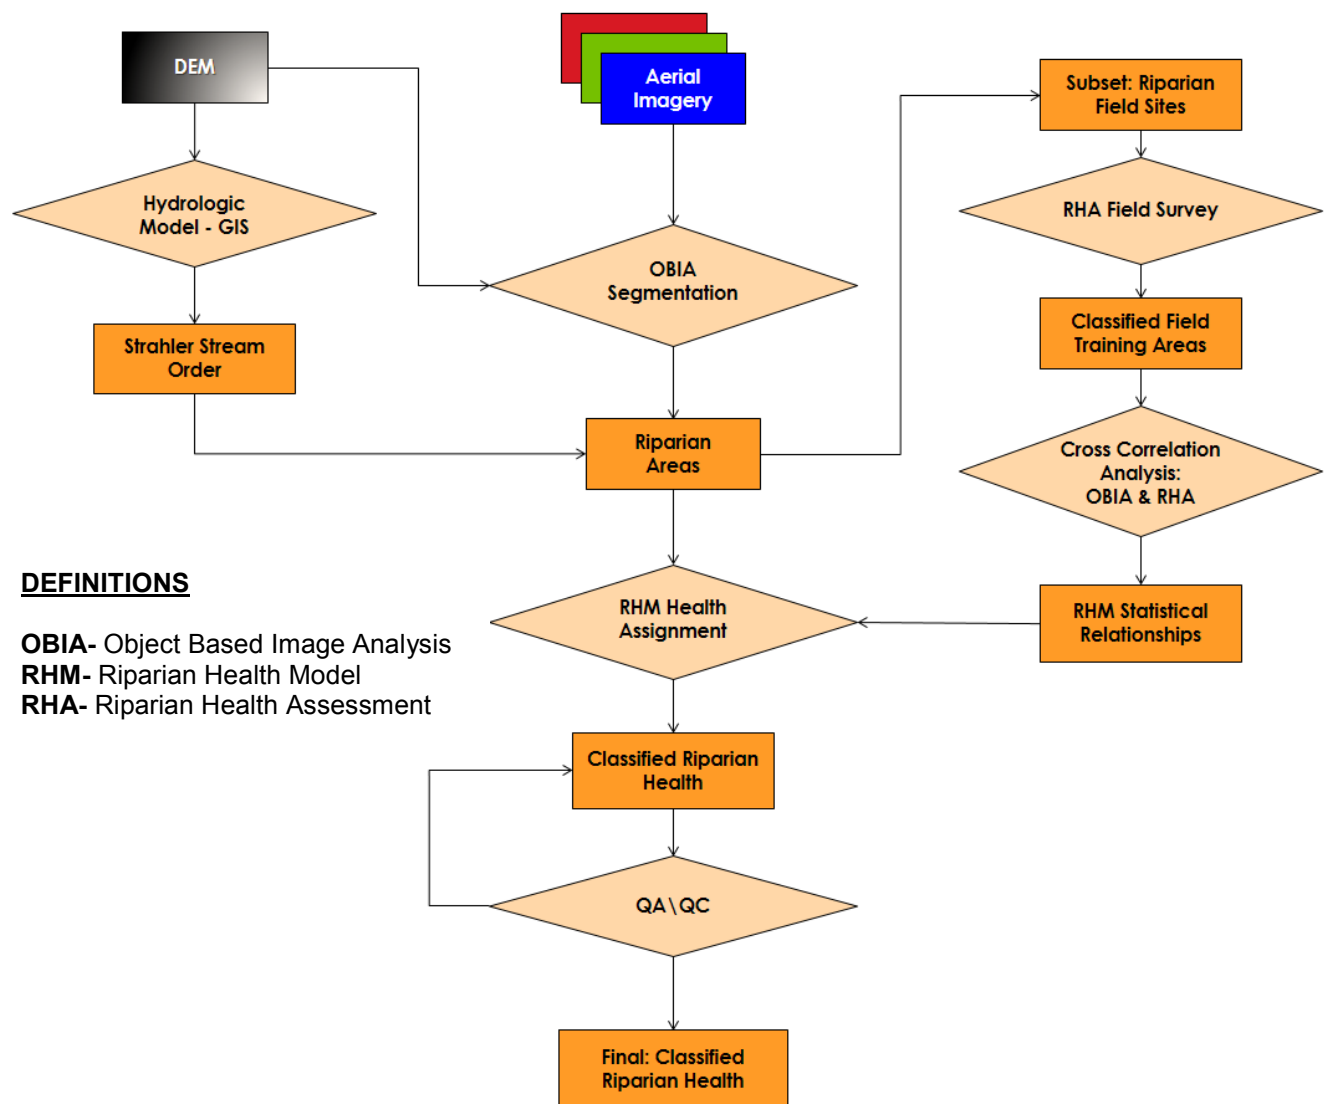 DEM
Aerial
Imagery
Subset: Riparian
Field Sites
Hydrologic
Model - GIS
RHA Field Survey
OBIA
Segmentation
Strahler Stream
Order
Classified Field
Training Areas
Riparian
Areas
Cross Correlation
Analysis:
OBIA & RHA
DEFINITIONS
OBIA- Object Based Image Analysis
RHM- Riparian Health Model
RHA- Riparian Health Assessment
RHM Health
Assignment
RHM Statistical
Relationships
Classified Riparian
Health
QA\QC
Final: Classified
Riparian Health